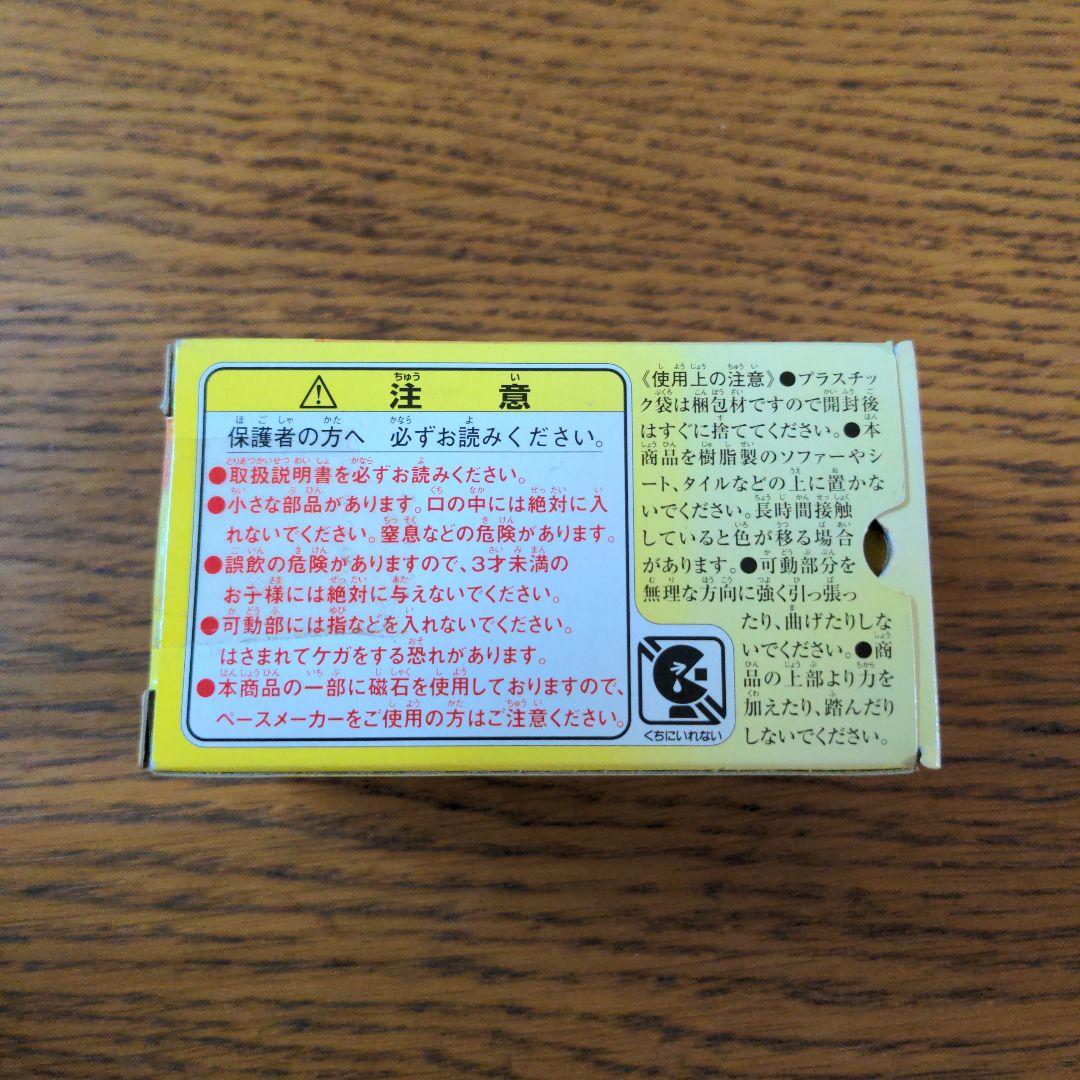 注意
保護者の方へ 必ずお読みください。
●取扱説明書を必ずお読みください。
●小さな部品があります。口の中には絶対に入
れないでください。窒息などの危険があります。
●誤飲の危険がありますので、3才未満の
お子様には絶対に与えないでください。
●可動部には指などを入れないでください。
はさまれてケガをする恐れがあります。
●本商品の一部に磁石を使用しておりますので、
ペースメーカーをご使用の方はご注意ください。
《使用上の注意》●プラスチッ
ク袋は梱包材ですので開封後
はすぐに捨ててください。●本
商品を樹脂製のソファーやシ
ート、タイルなどの上に置かな
いでください。長時間接触
していると色が移る場合
があります。●可動部分を
無理な方向に強く引っ張っ
たり、曲げたりしな
いでください。●商
品の上部より力を
加えたり、踏んだり
しないでください。
くちにいれない